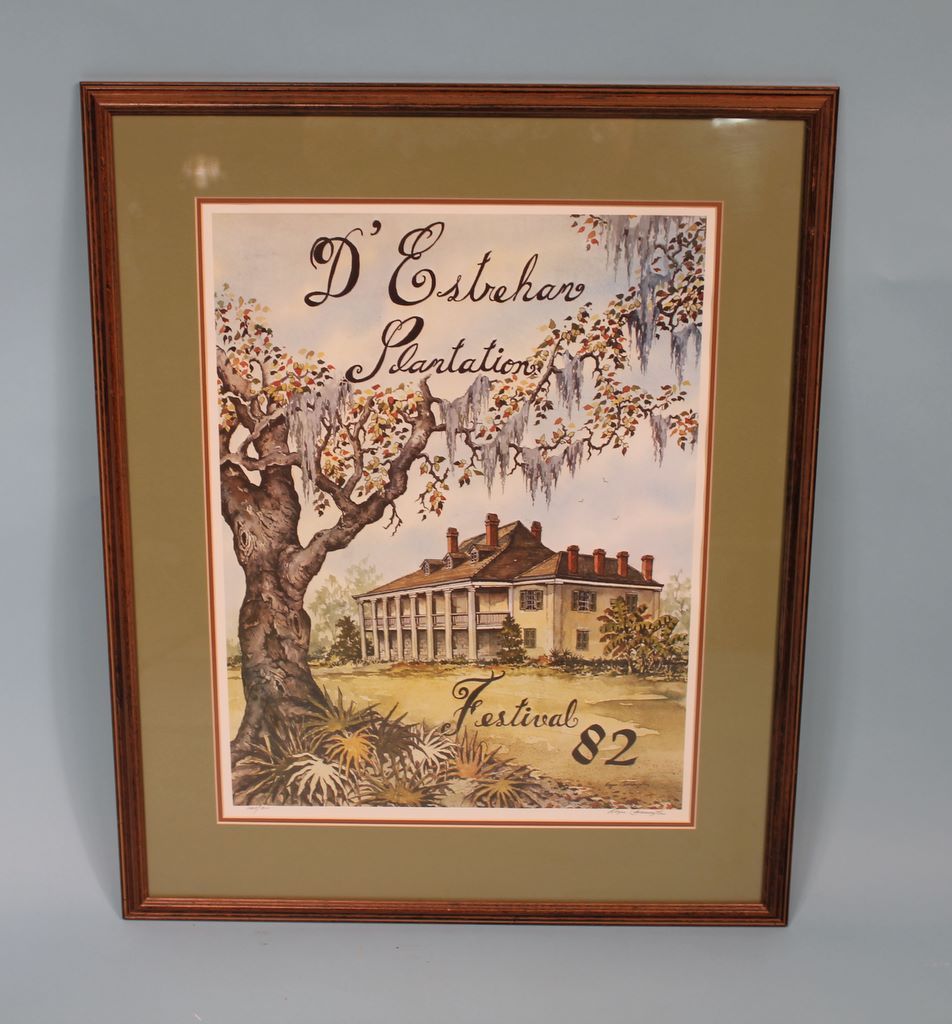 D'Estrehan
Plantation
Festival
82